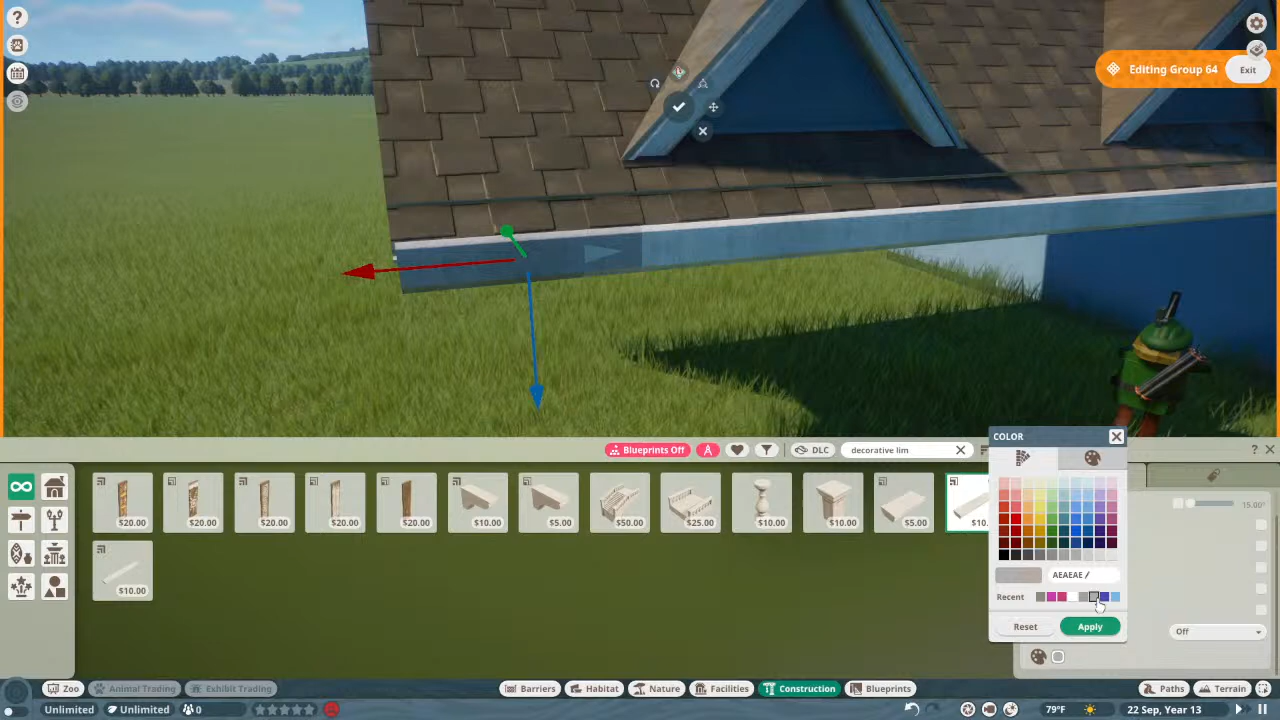 Editing Group 64
Exit
Blueprints Off
DLC
decorative lim
COLOR
$20.00
$20.00
$20.00
$20.00
$20.00
$10.00
$5.00
$50.00
$25.00
$10.00
$10.00
$5.00
$10.
15.00°
$10.00
AEAEAE /
Recent
Reset
Apply
Off
Zoo
Animal Trading
Exhibit Trading
Barriers
Habitat
Nature
Facilities
Construction
Blueprints
Paths
Terrain
Unlimited
Unlimited
0
79°F
22 Sep, Year 13